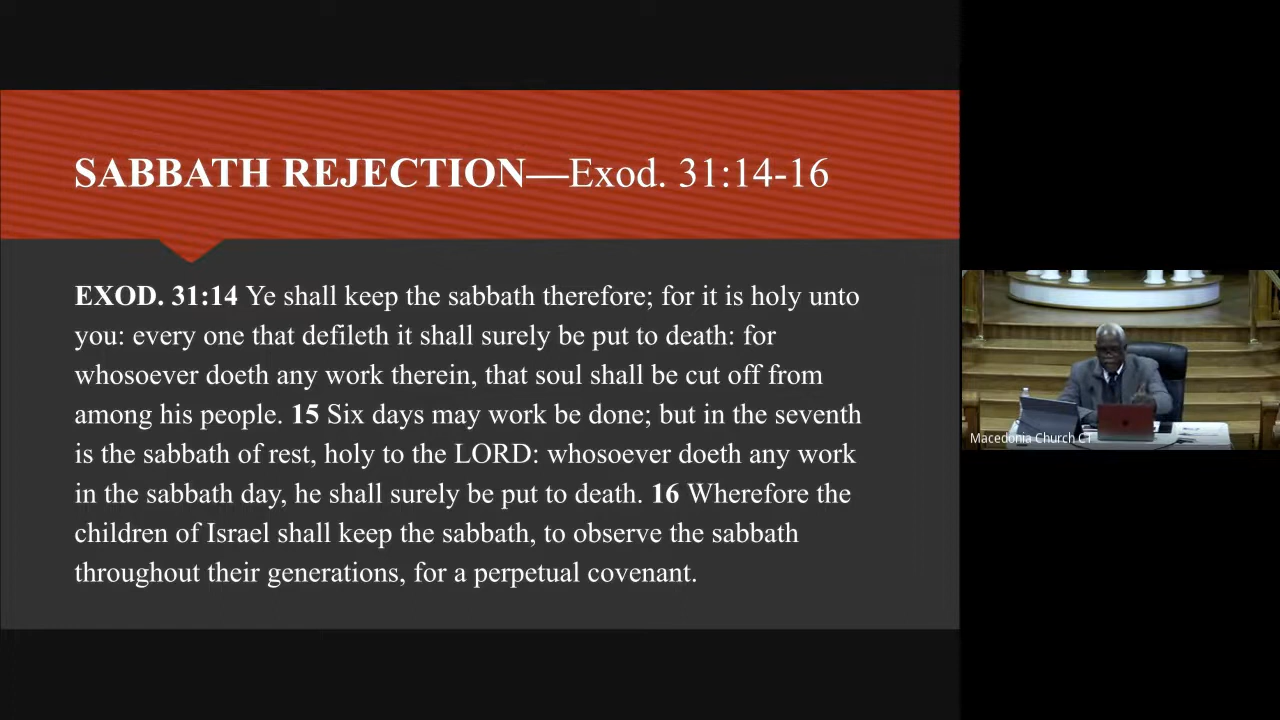 SABBATH REJECTION—Exod. 31:14-16
EXOD. 31:14 Ye shall keep the sabbath therefore; for it is holy unto
you: every one that defileth it shall surely be put to death: for
whosoever doeth any work therein, that soul shall be cut off from
among his people. 15 Six days may work be done; but in the seventh
is the sabbath of rest, holy to the LORD: whosoever doeth any work
in the sabbath day, he shall surely be put to death. 16 Wherefore the
children of Israel shall keep the sabbath, to observe the sabbath
throughout their generations, for a perpetual covenant.
Macedonia Church CT